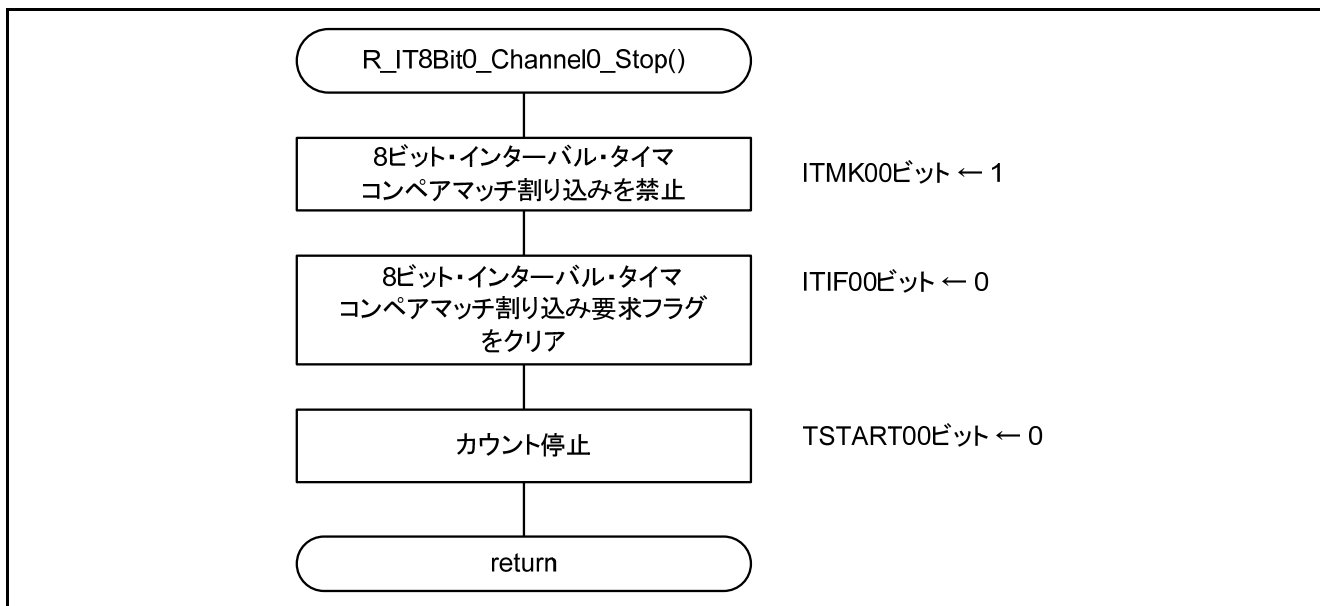 R_IT8Bit0_Channel0_Stop()
8ビット・インターバル・タイマ
コンペアマッチ割り込みを禁止
ITMK00ビット ← 1
8ビット・インターバル・タイマ
コンペアマッチ割り込み要求フラグ
をクリア
ITIF00ビット ← 0
カウント停止
TSTART00ビット ← 0
return